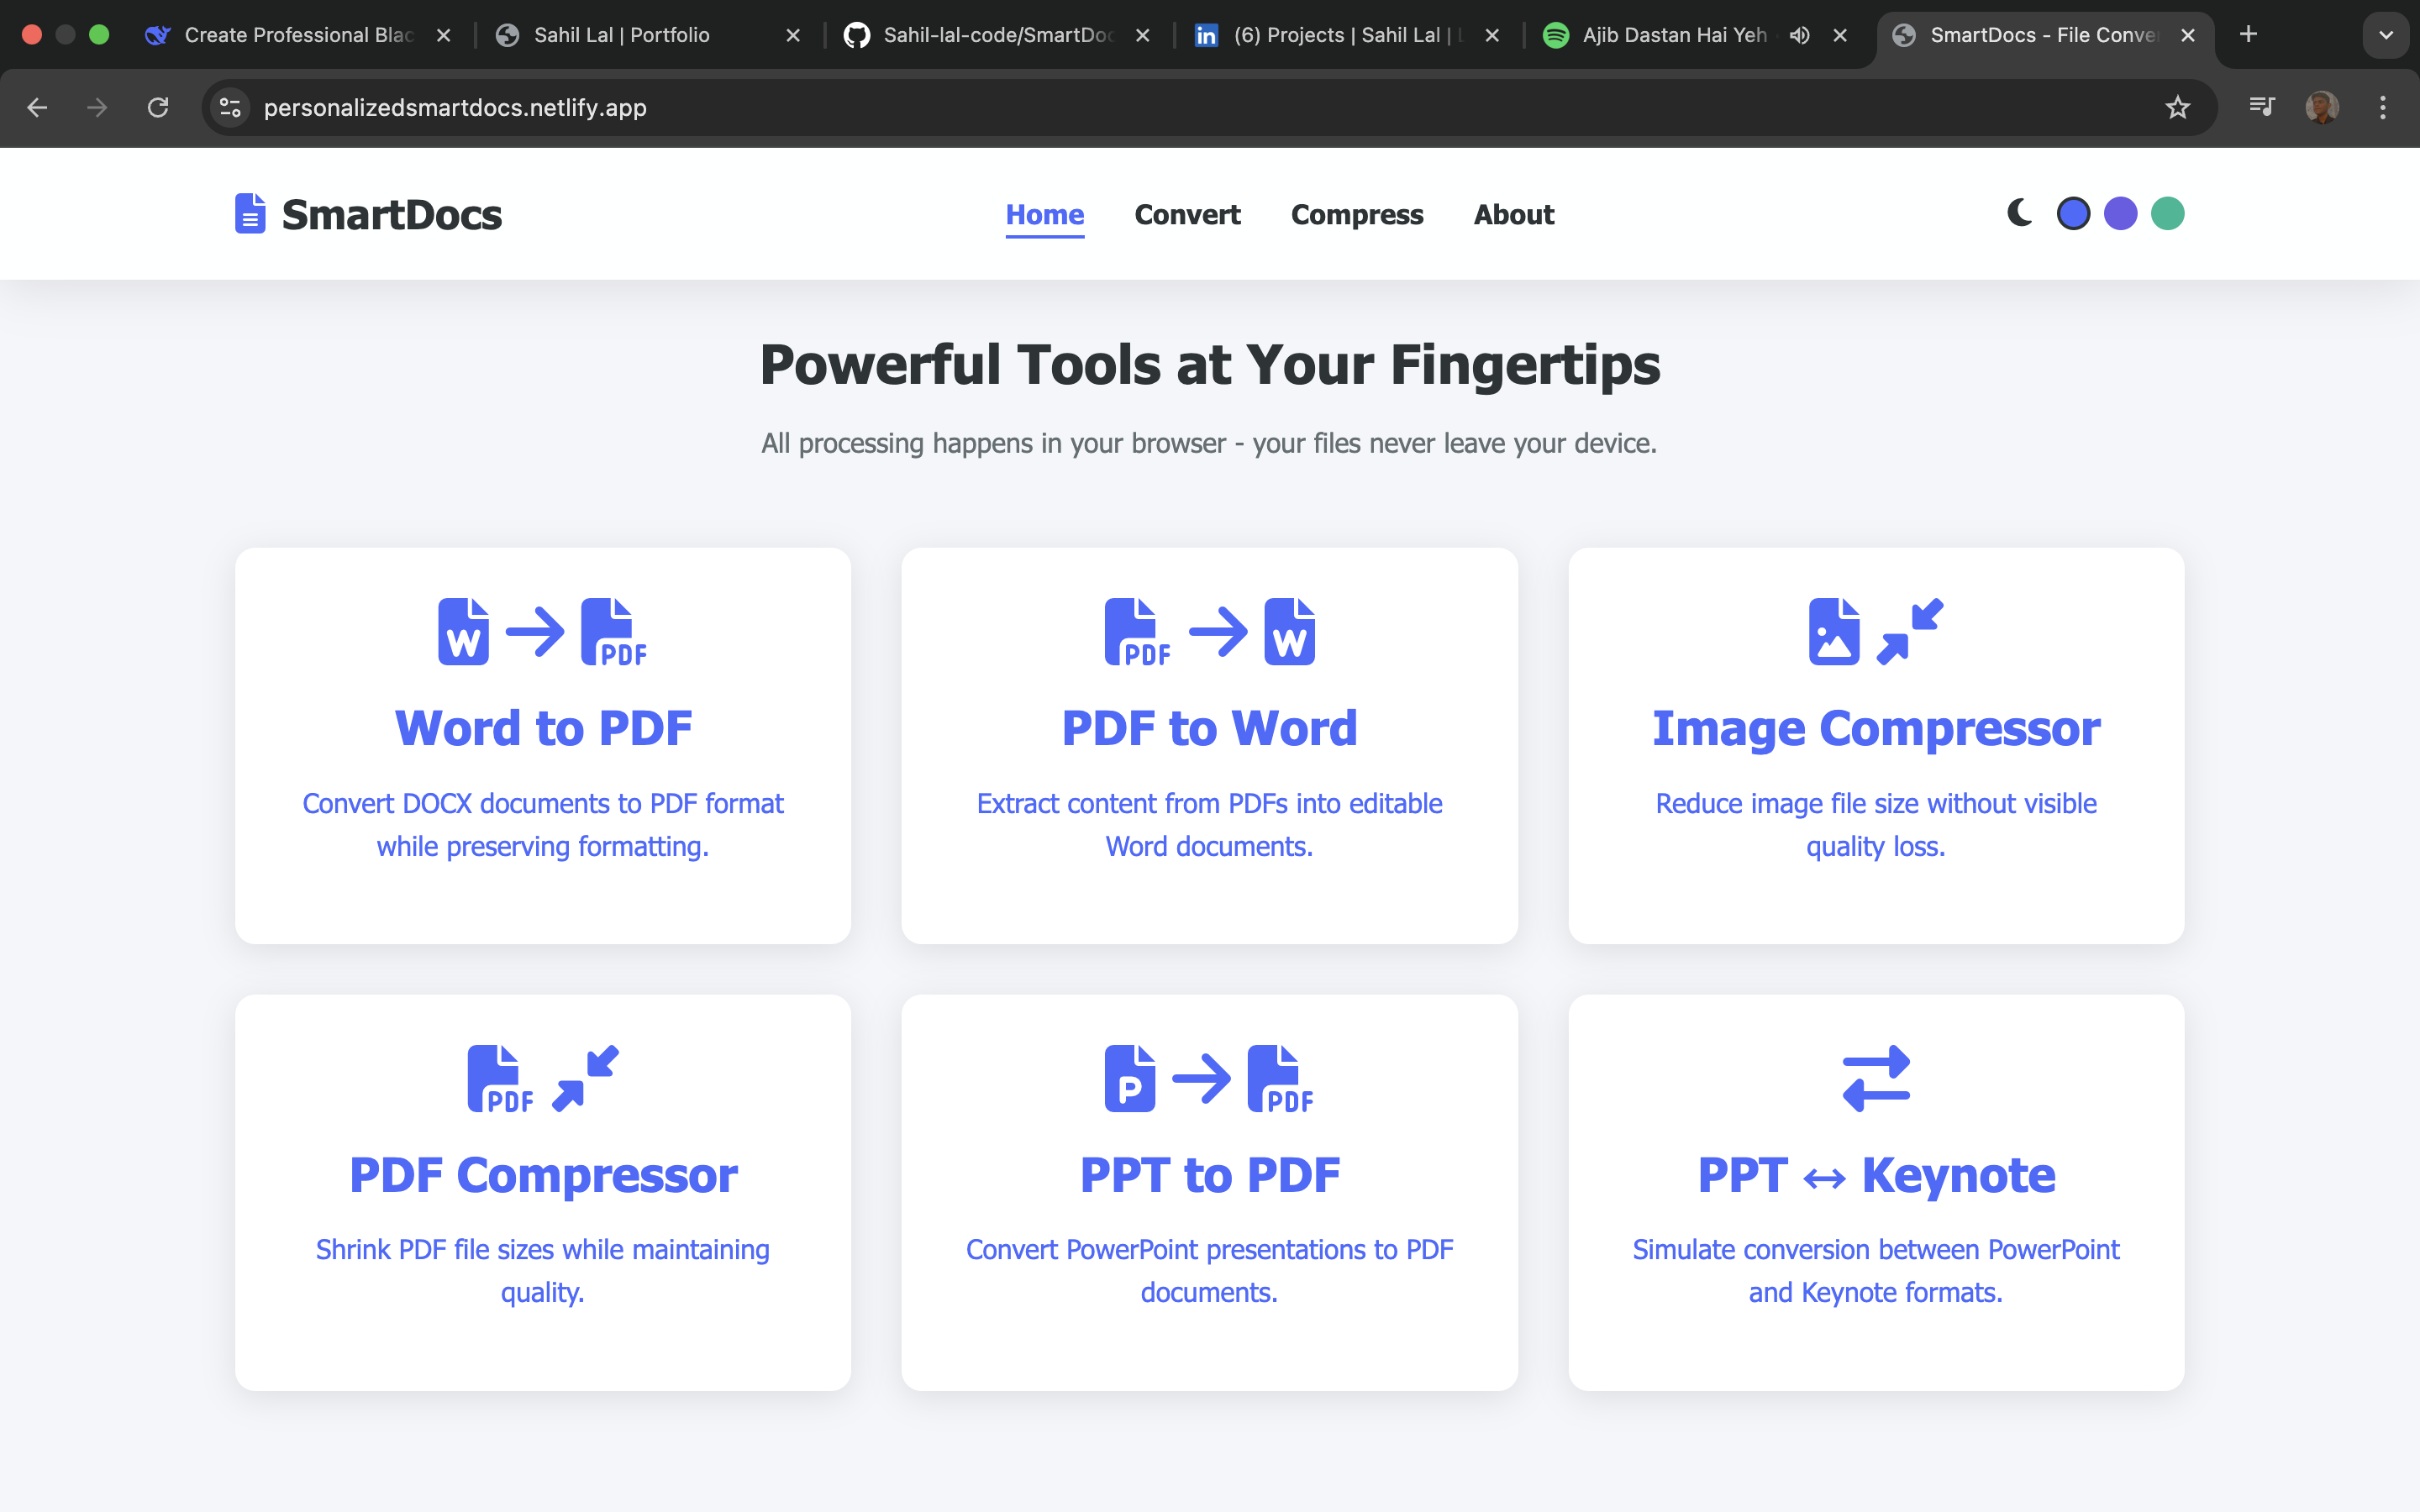 Create Professional Blac
Sahil Lal | Portfolio
Sahil-lal-code/SmartDoc
(6) Projects | Sahil Lal | L
Ajib Dastan Hai Yeh
SmartDocs - File Conve
personalizedsmartdocs.netlify.app
SmartDocs
Home
Convert
Compress
About
Powerful Tools at Your Fingertips
All processing happens in your browser - your files never leave your device.
W → PDF
Word to PDF
Convert DOCX documents to PDF format
while preserving formatting.
PDF → W
PDF to Word
Extract content from PDFs into editable
Word documents.
Image Compressor
Reduce image file size without visible
quality loss.
PDF
PDF Compressor
Shrink PDF file sizes while maintaining
quality.
P → PDF
PPT to PDF
Convert PowerPoint presentations to PDF
documents.
PPT ↔ Keynote
Simulate conversion between PowerPoint
and Keynote formats.